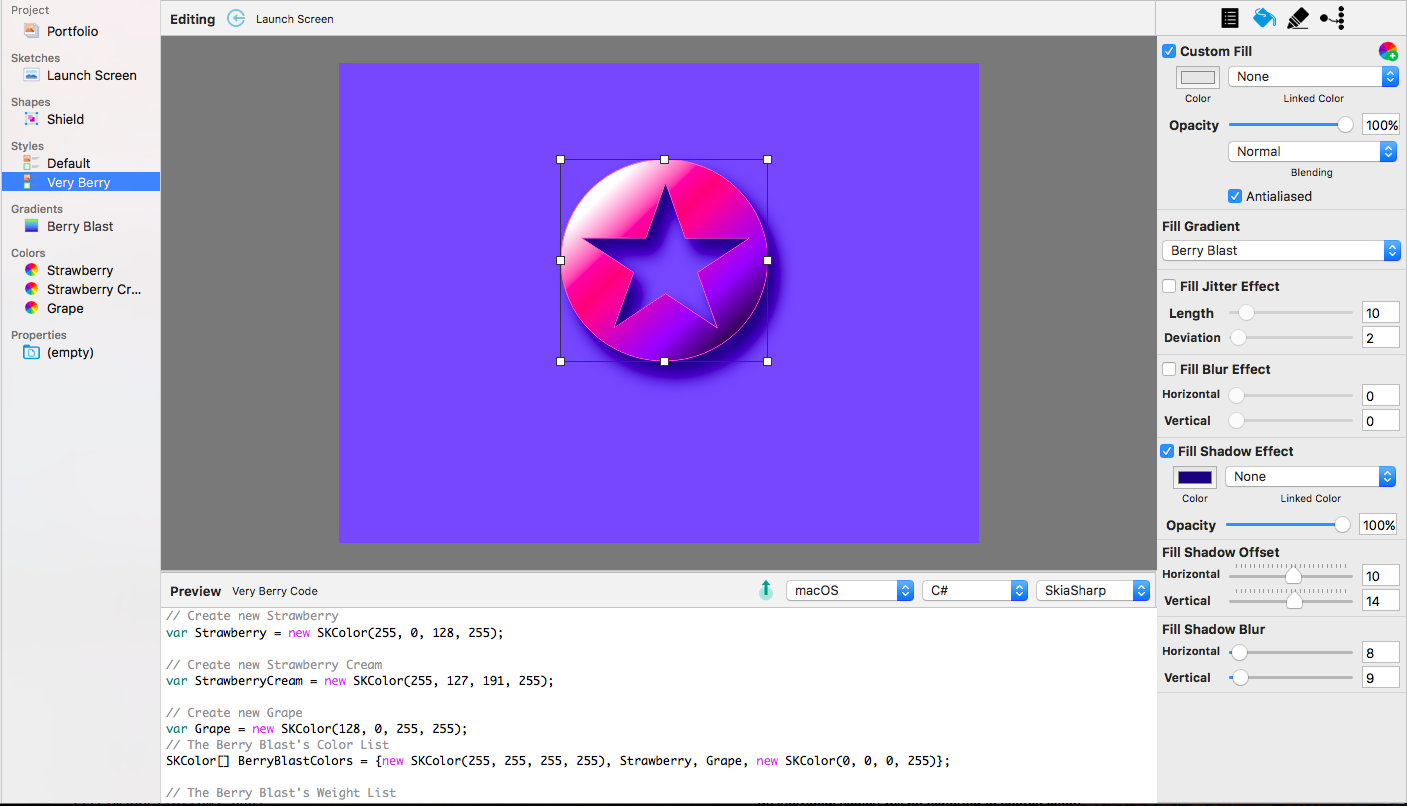 Project
Portfolio
Sketches
Launch Screen
Shapes
Shield
Styles
Default
Very Berry
Gradients
Berry Blast
Colors
Strawberry
Strawberry Cr...
Grape
Properties
(empty)
Editing Launch Screen
Custom Fill
None
Color Linked Color
Opacity 100%
Normal
Blending
Antialiased
Fill Gradient
Berry Blast
Fill Jitter Effect
Length 10
Deviation 2
Fill Blur Effect
Horizontal 0
Vertical 0
Fill Shadow Effect
None
Color Linked Color
Opacity 100%
Fill Shadow Offset
Horizontal 10
Vertical 14
Fill Shadow Blur
Horizontal 8
Vertical 9
Preview Very Berry Code macOS C# SkiaSharp
// Create new Strawberry
var Strawberry = new SKColor(255, 0, 128, 255);
// Create new Strawberry Cream
var StrawberryCream = new SKColor(255, 127, 191, 255);
// Create new Grape
var Grape = new SKColor(128, 0, 255, 255);
// The Berry Blast's Color List
SKColor[] BerryBlastColors = {new SKColor(255, 255, 255, 255), Strawberry, Grape, new SKColor(0, 0, 0, 255)};
// The Berry Blast's Weight List